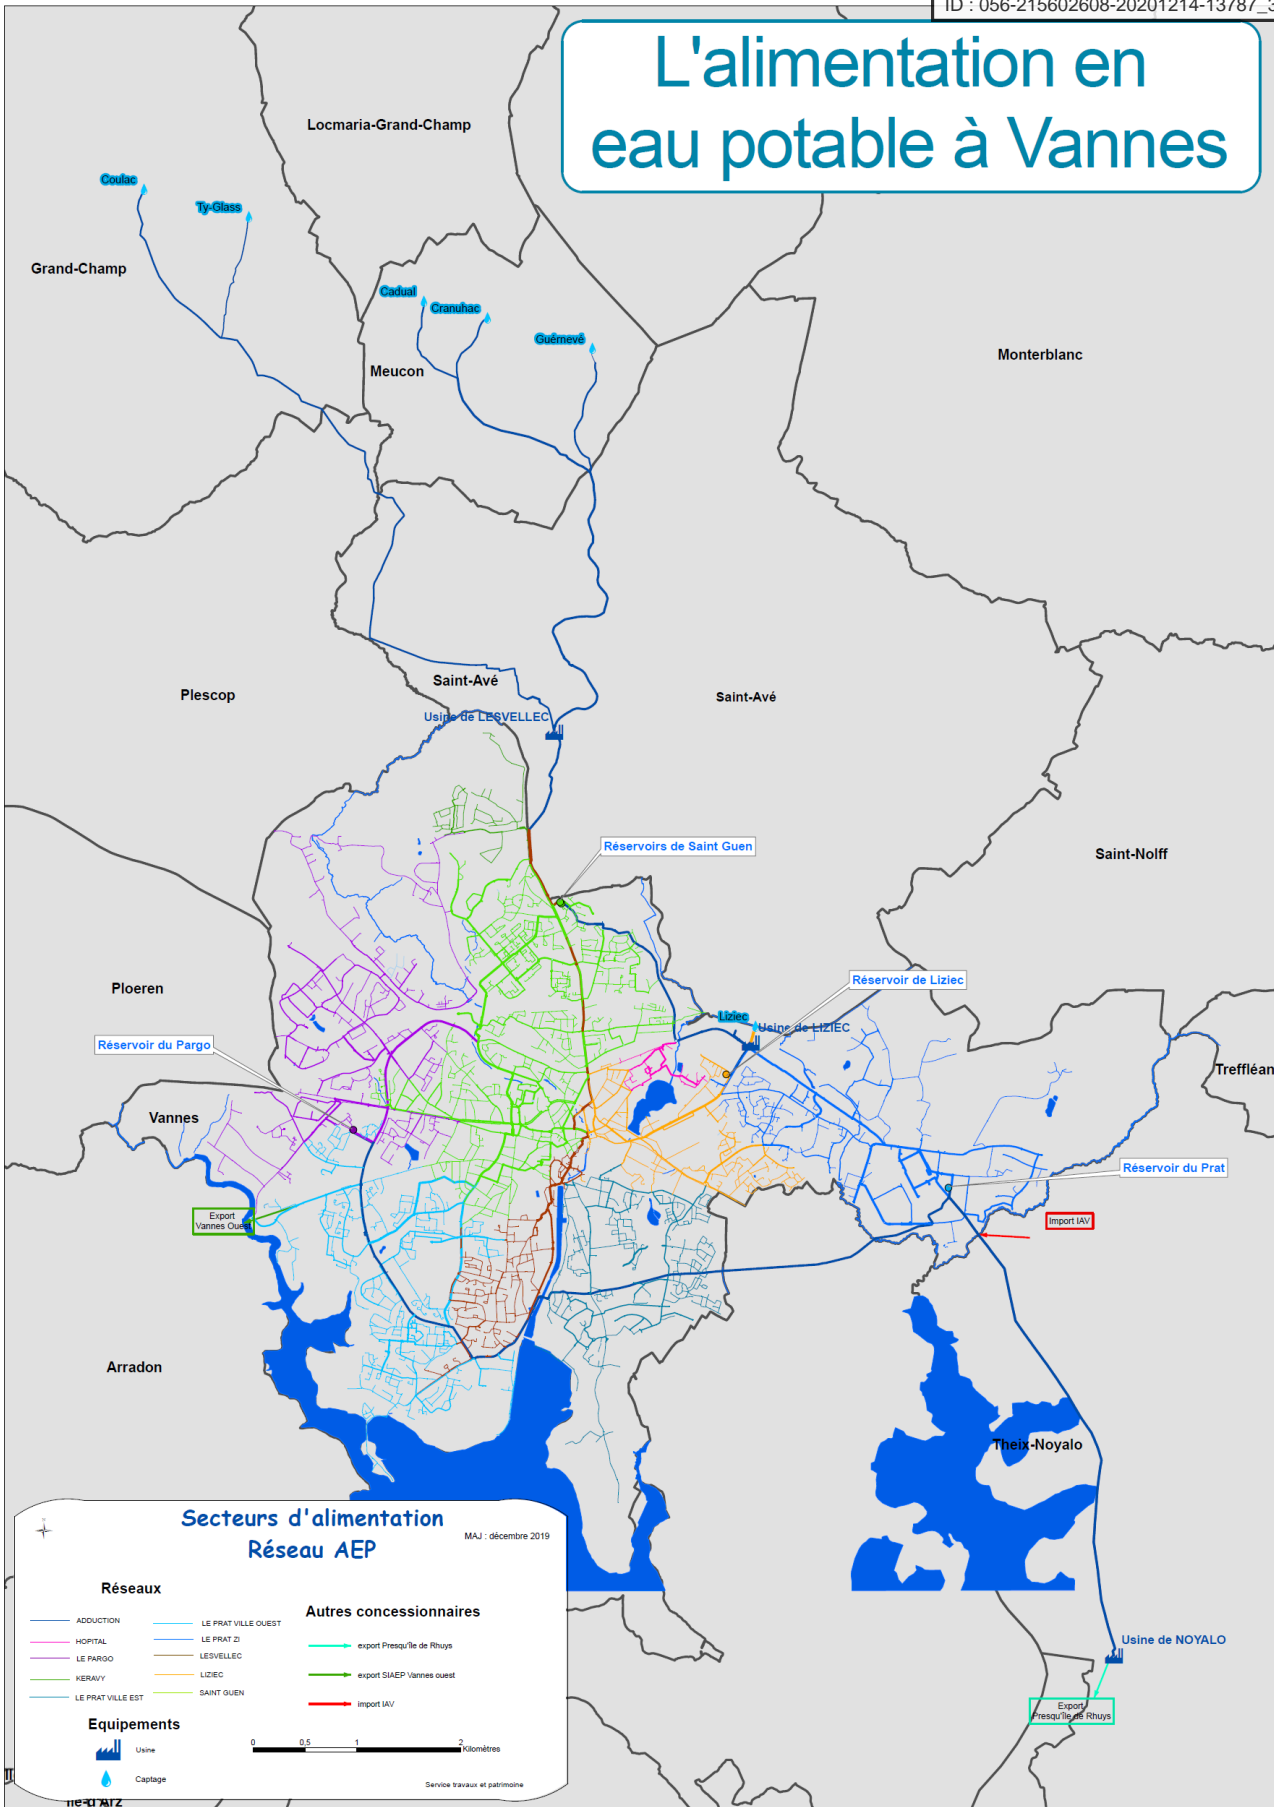 ID : 056-215602608-20201214-13787_3
L'alimentation en
eau potable à Vannes
Locmaria-Grand-Champ
Coulac
Ty-Glass
Grand-Champ
Cadual
Cranuhac
Guérnevé
Meucon
Monterblanc
Plescop
Saint-Avé
Saint-Avé
Usine de LESVELLEC
Réservoirs de Saint Guen
Saint-Nolff
Ploeren
Réservoir de Liziec
Liziec
Usine de LIZIEC
Réservoir du Pargo
Treffléan
Vannes
Réservoir du Prat
Export
Vannes Ouest
Import IAV
Arradon
Theix-Noyalo
Usine de NOYALO
Export
Presqu'île de Rhuys
Secteurs d'alimentation
Réseau AEP
MAJ : décembre 2019
N
Réseaux
ADDUCTION
HOPITAL
LE PARGO
KERAVY
LE PRAT VILLE EST
LE PRAT VILLE OUEST
LE PRAT ZI
LESVELLEC
LIZIEC
SAINT GUEN
Autres concessionnaires
export Presqu'île de Rhuys
export SIAEP Vannes ouest
import IAV
Equipements
Usine
Captage
0 0,5 1 2
Kilomètres
Service travaux et patrimoine
Île-d'Arz